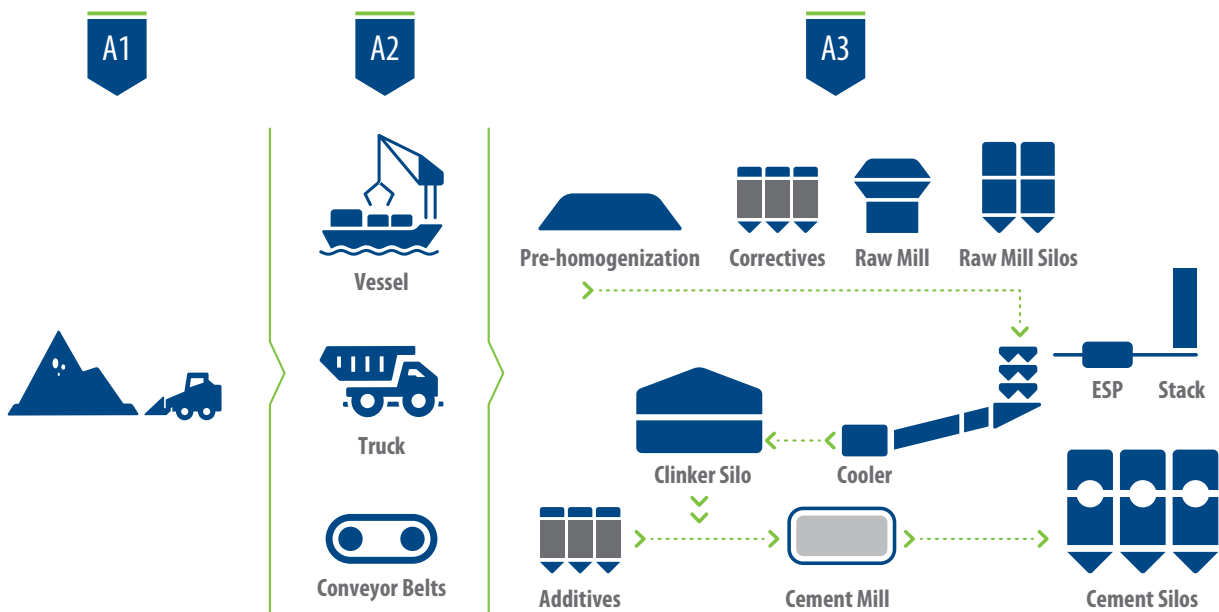 A1
A2
A3
Vessel
Truck
Conveyor Belts
Pre-homogenization
Correctives
Raw Mill
Raw Mill Silos
ESP
Stack
Clinker Silo
Cooler
Additives
Cement Mill
Cement Silos